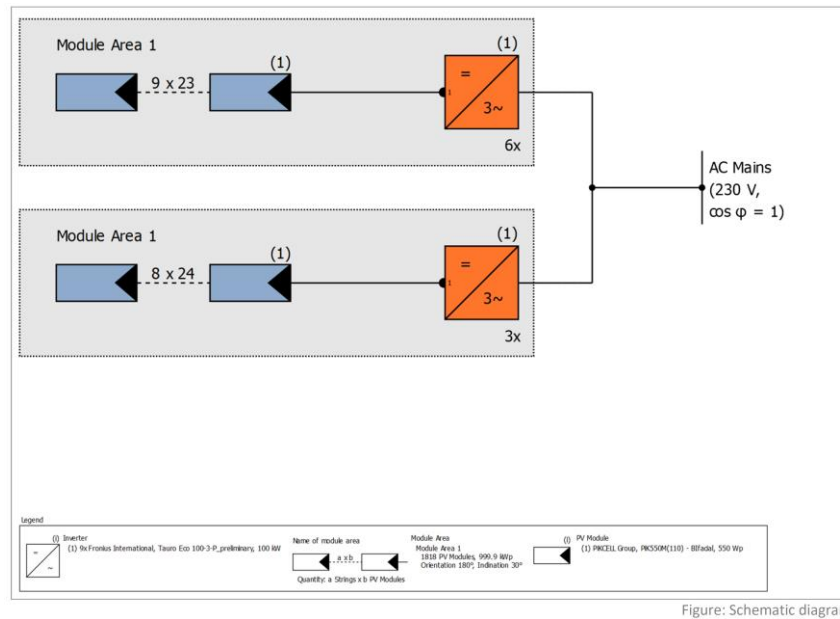 Module Area 1
(1)
(1)
9 x 23
=
1
3~
6x
AC Mains
(230 V,
cos φ = 1)
Module Area 1
(1)
(1)
8 x 24
=
1
3~
3x
Legend
(i) Inverter
(1) 9x Fronius International, Tauro Eco 100-3-P_preliminary, 100 kW
=
~
Name of module area
a x b
Quantity: a Strings x b PV Modules
Module Area
Module Area 1
1818 PV Modules, 999.9 kWp
Orientation 180°, Inclination 30°
(i) PV Module
(1) PIKCELL Group, PIK550M(110) - Bifacial, 550 Wp
Figure: Schematic diagra